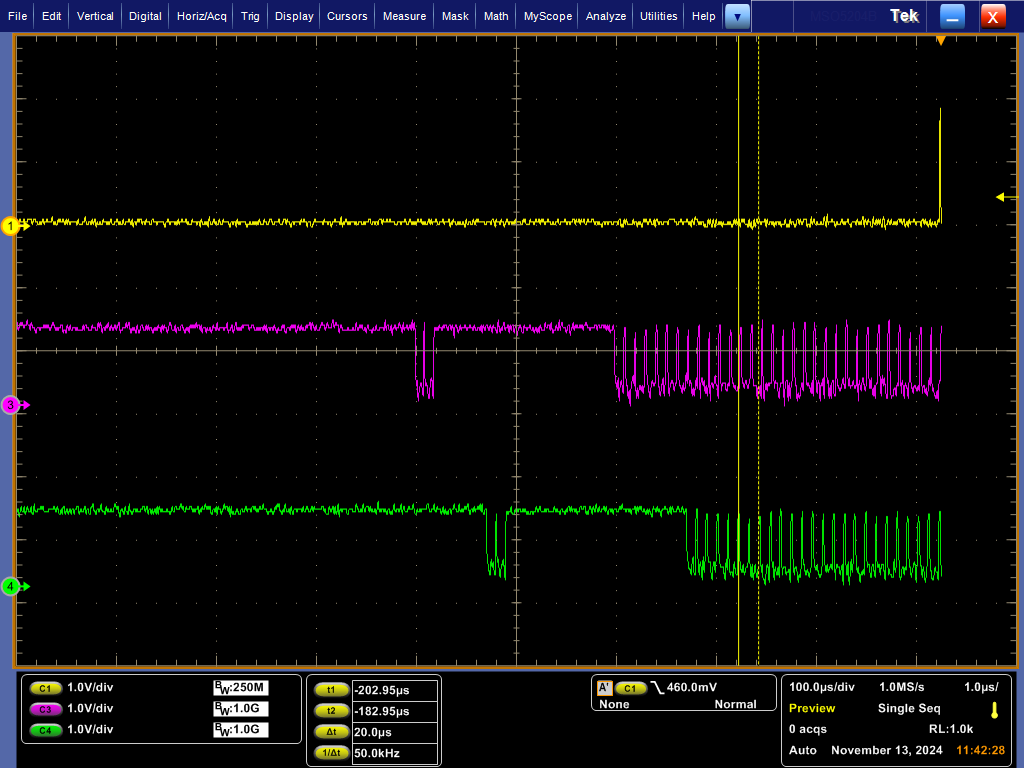 File Edit Vertical Digital Horiz/Acq Trig Display Cursors Measure Mask Math MyScope Analyze Utilities Help Tek X
1
3
4
C1 1.0V/div BW:250M
C3 1.0V/div BW:1.0G
C4 1.0V/div BW:1.0G
t1 -202.95µs
t2 -182.95µs
Δt 20.0µs
1/Δt 50.0kHz
A' C1 460.0mV
None Normal
100.0µs/div 1.0MS/s 1.0µs/
Preview Single Seq
0 acqs RL:1.0k
Auto November 13, 2024 11:42:28